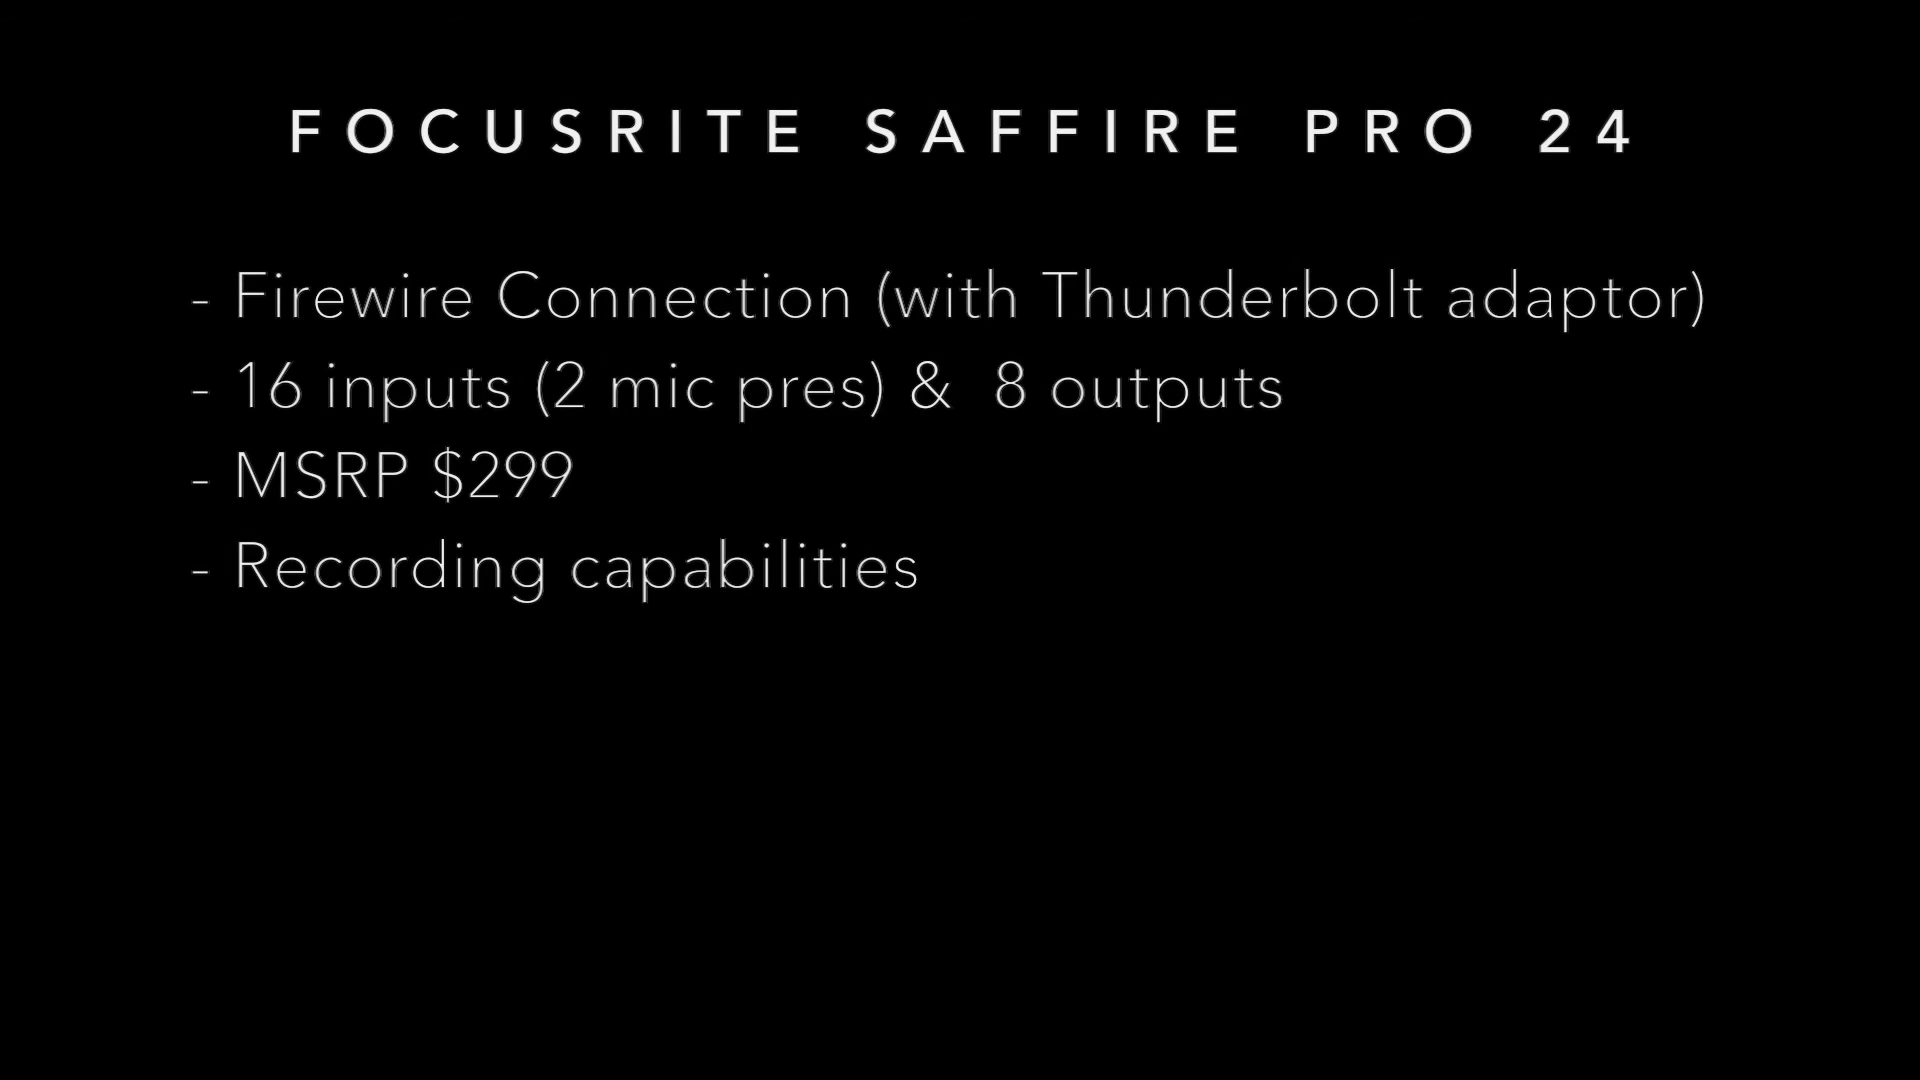 FOCUSRITE SAFFIRE PRO 24
- Firewire Connection (with Thunderbolt adaptor)
- 16 inputs (2 mic pres) &  8 outputs
- MSRP $299
- Recording capabilities